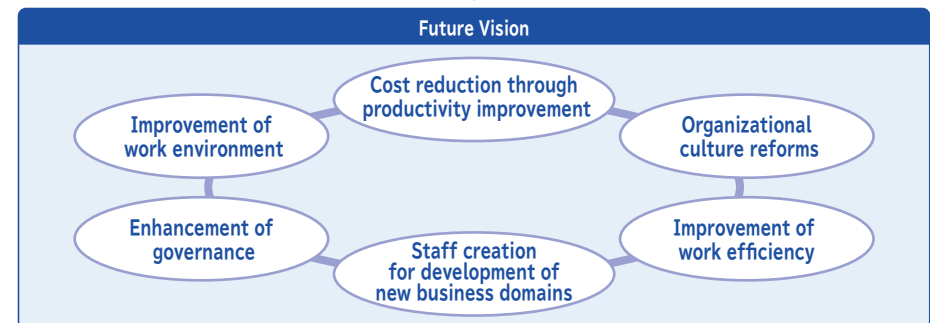 Future Vision
Cost reduction through
productivity improvement
Improvement of
work environment
Organizational
culture reforms
Enhancement of
governance
Improvement of
work efficiency
Staff creation
for development of
new business domains